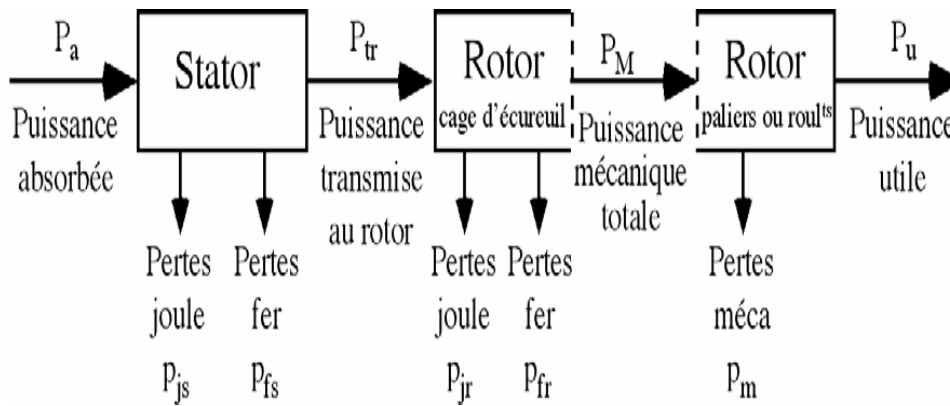 Pa
Puissance
absorbée
Stator
Ptr
Puissance
transmise
au rotor
Rotor
cage d'écureuil
PM
Puissance
mécanique
totale
Rotor
paliers ou roults
Pu
Puissance
utile
Pertes
joule
pjs
Pertes
fer
pfs
Pertes
joule
pjr
Pertes
fer
pfr
Pertes
méca
pm